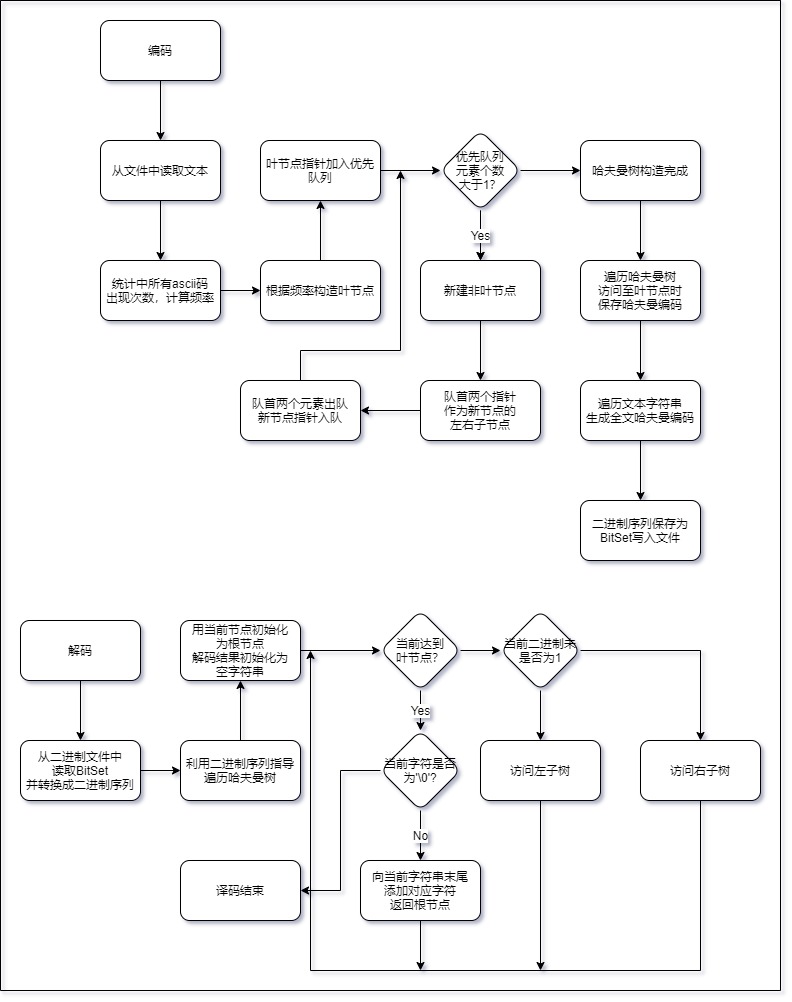 编码
从文件中读取文本
统计中所有ascii码
出现次数，计算频率
根据频率构造叶节点
叶节点指针加入优先
队列
优先队列
元素个数
大于1?
Yes
新建非叶节点
队首两个指针
作为新节点的
左右子节点
队首两个元素出队
新节点指针入队
哈夫曼树构造完成
遍历哈夫曼树
访问至叶节点时
保存哈夫曼编码
遍历文本字符串
生成全文哈夫曼编码
二进制序列保存为
BitSet写入文件
解码
从二进制文件中
读取BitSet
并转换成二进制序列
利用二进制序列指导
遍历哈夫曼树
用当前节点初始化
为根节点
解码结果初始化为
空字符串
当前达到
叶节点?
Yes
当前字符是否
为'\0'?
No
向当前字符串末尾
添加对应字符
返回根节点
译码结束
当前二进制末
是否为1
访问左子树
访问右子树